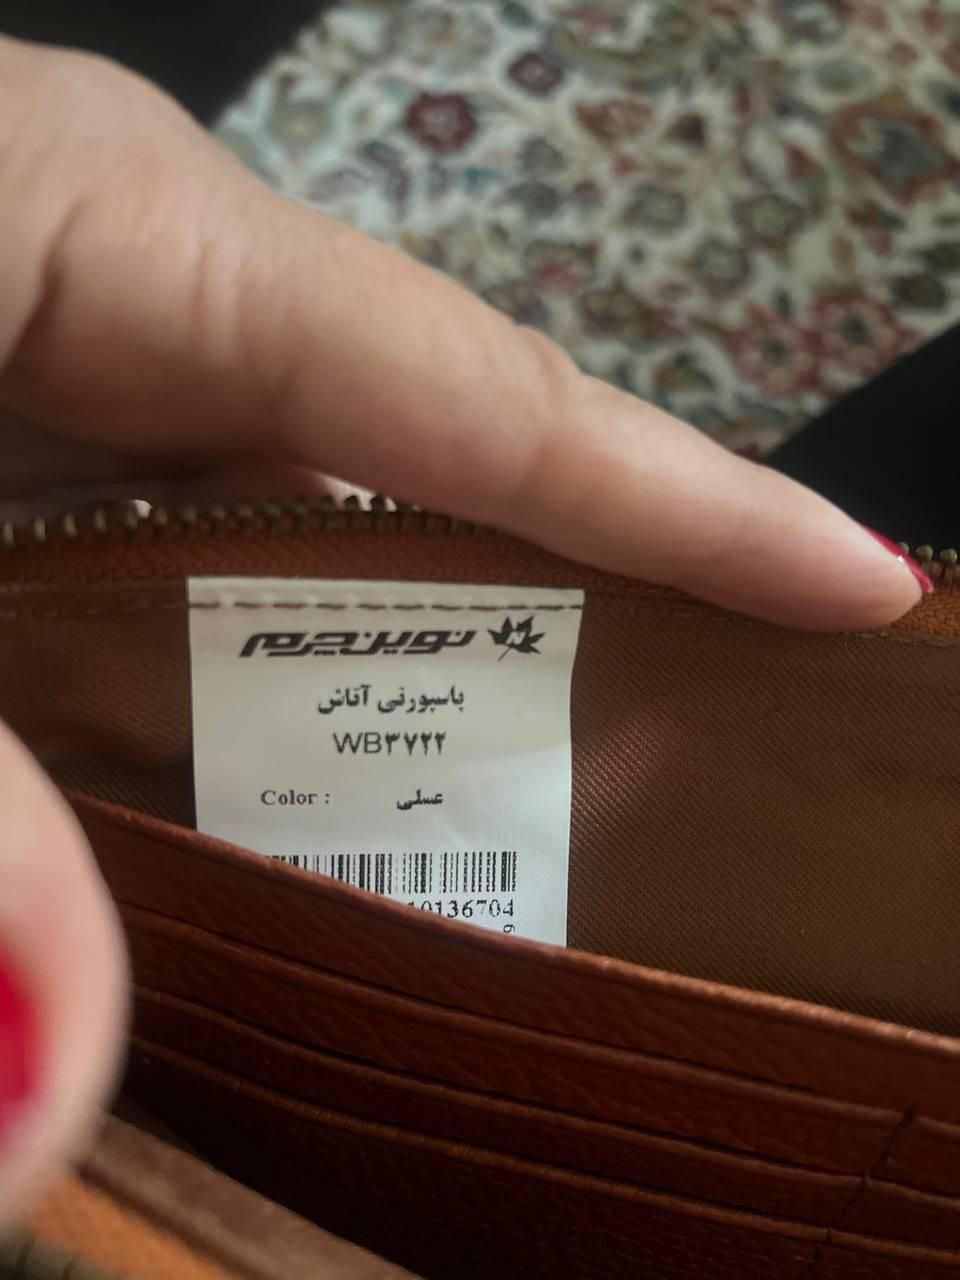 نوین چرم
پاسپورتی آتاش
WB۳۷۲۲
Color : عسلی
10136704